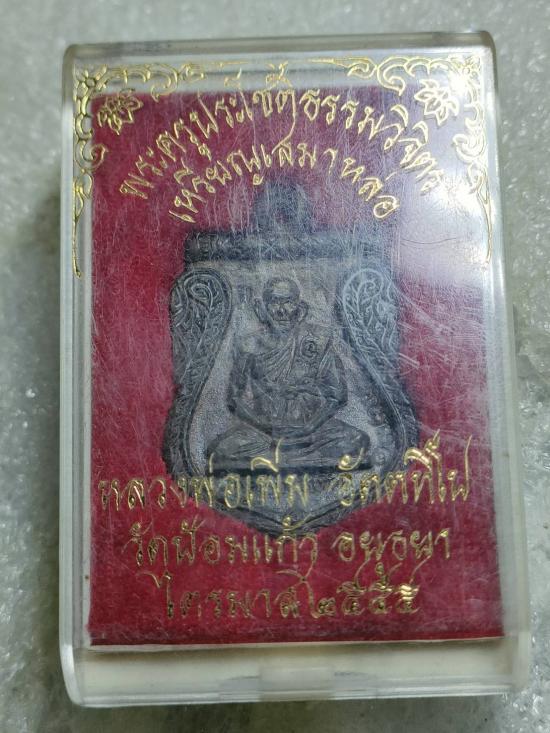 พระครูประโชติธรรมวิจิตร
เหรียญเสมาหล่อ
หลวงพ่อเพิ่ม อัตตทีโป
วัดป้อมแก้ว อยุธยา
ไตรมาส ๒๕๕๕